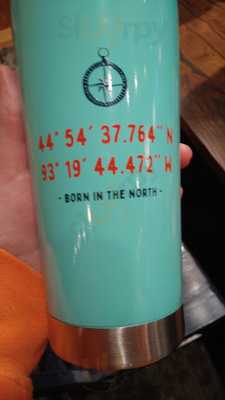 44° 54′ 37.764″ N
93° 19′ 44.472″ W
- BORN IN THE NORTH -